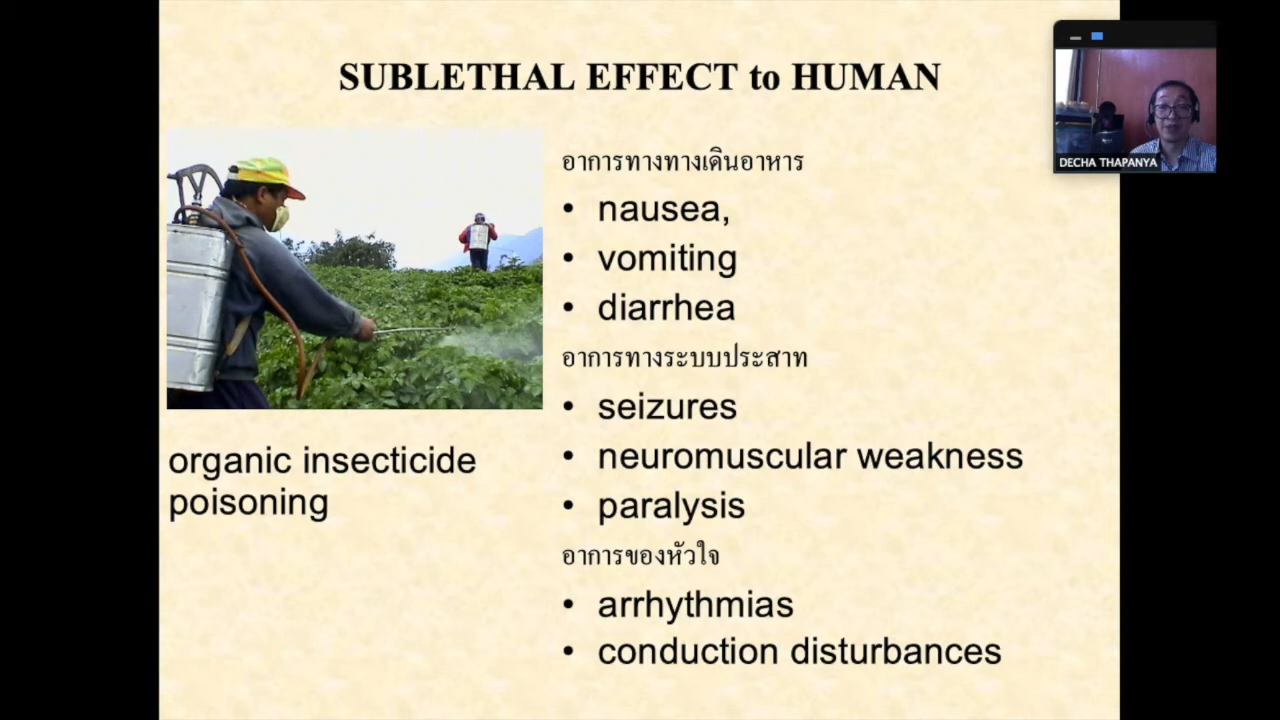 SUBLETHAL EFFECT to HUMAN
DECHA THAPANYA
อาการทางทางเดินอาหาร
• nausea,
• vomiting
• diarrhea
อาการทางระบบประสาท
• seizures
• neuromuscular weakness
• paralysis
อาการของหัวใจ
• arrhythmias
• conduction disturbances
organic insecticide
poisoning